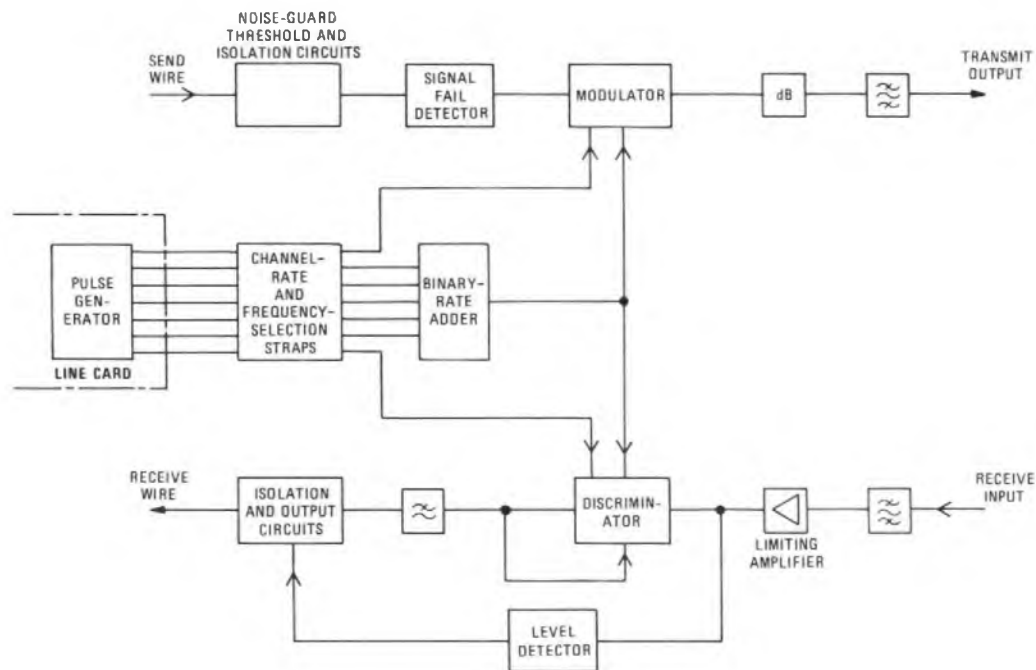 NOISE-GUARD
THRESHOLD AND
ISOLATION CIRCUITS
SEND
WIRE
SIGNAL
FAIL
DETECTOR
MODULATOR
dB
TRANSMIT
OUTPUT
PULSE
GEN-
ERATOR
LINE CARD
CHANNEL-
RATE
AND
FREQUENCY-
SELECTION
STRAPS
BINARY-
RATE
ADDER
RECEIVE
WIRE
ISOLATION
AND OUTPUT
CIRCUITS
DISCRIMIN-
ATOR
LIMITING
AMPLIFIER
RECEIVE
INPUT
LEVEL
DETECTOR